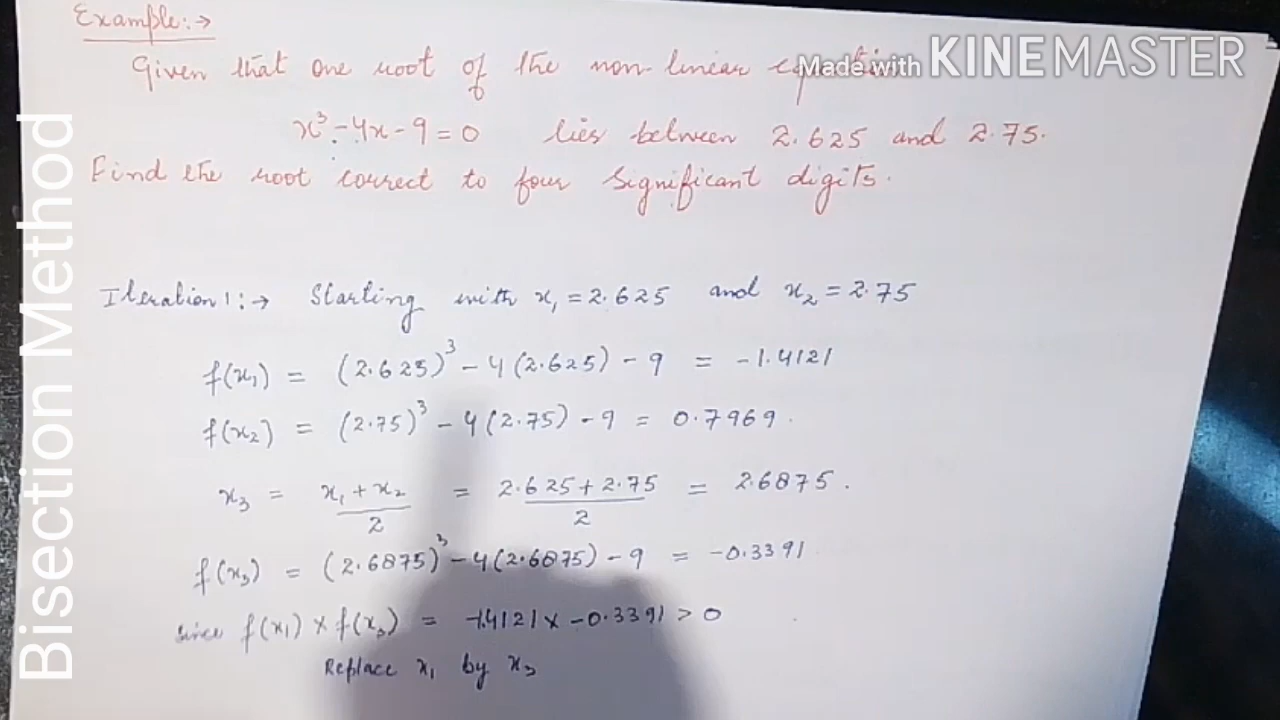 Example:→
Given that one root of the non-linear
Made with KINEMASTER
x³-4x-9=0 lies between 2.625 and 2.75.
Find the root correct to four significant digits.
Iteration 1:→ Starting with x₁=2.625 and x₂=2.75
f(x₁) = (2.625)³-4(2.625)-9 = -1.4121
f(x₂) = (2.75)³-4(2.75)-9 = 0.7969.
x₃ = x₁+x₂/2 = 2.625+2.75/2 = 2.6875.
f(x₃) = (2.6875)³-4(2.6875)-9 = -0.3391
since f(x₁) x f(x₃) = -1.4121 x -0.3391 > 0
Replace x₁ by x₃
Bisection Method